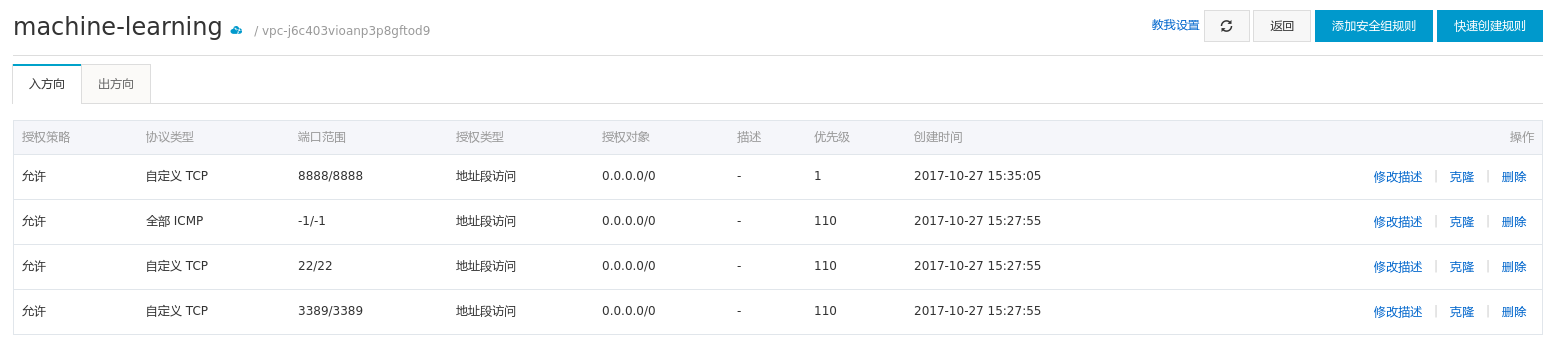 machine-learning / vpc-j6c403vioanp3p8gftod9 教我设置 返回 添加安全组规则 快速创建规则
入方向 出方向
授权策略 协议类型 端口范围 授权类型 授权对象 描述 优先级 创建时间 操作
允许 自定义 TCP 8888/8888 地址段访问 0.0.0.0/0 - 1 2017-10-27 15:35:05 修改描述 | 克隆 | 删除
允许 全部 ICMP -1/-1 地址段访问 0.0.0.0/0 - 110 2017-10-27 15:27:55 修改描述 | 克隆 | 删除
允许 自定义 TCP 22/22 地址段访问 0.0.0.0/0 - 110 2017-10-27 15:27:55 修改描述 | 克隆 | 删除
允许 自定义 TCP 3389/3389 地址段访问 0.0.0.0/0 - 110 2017-10-27 15:27:55 修改描述 | 克隆 | 删除